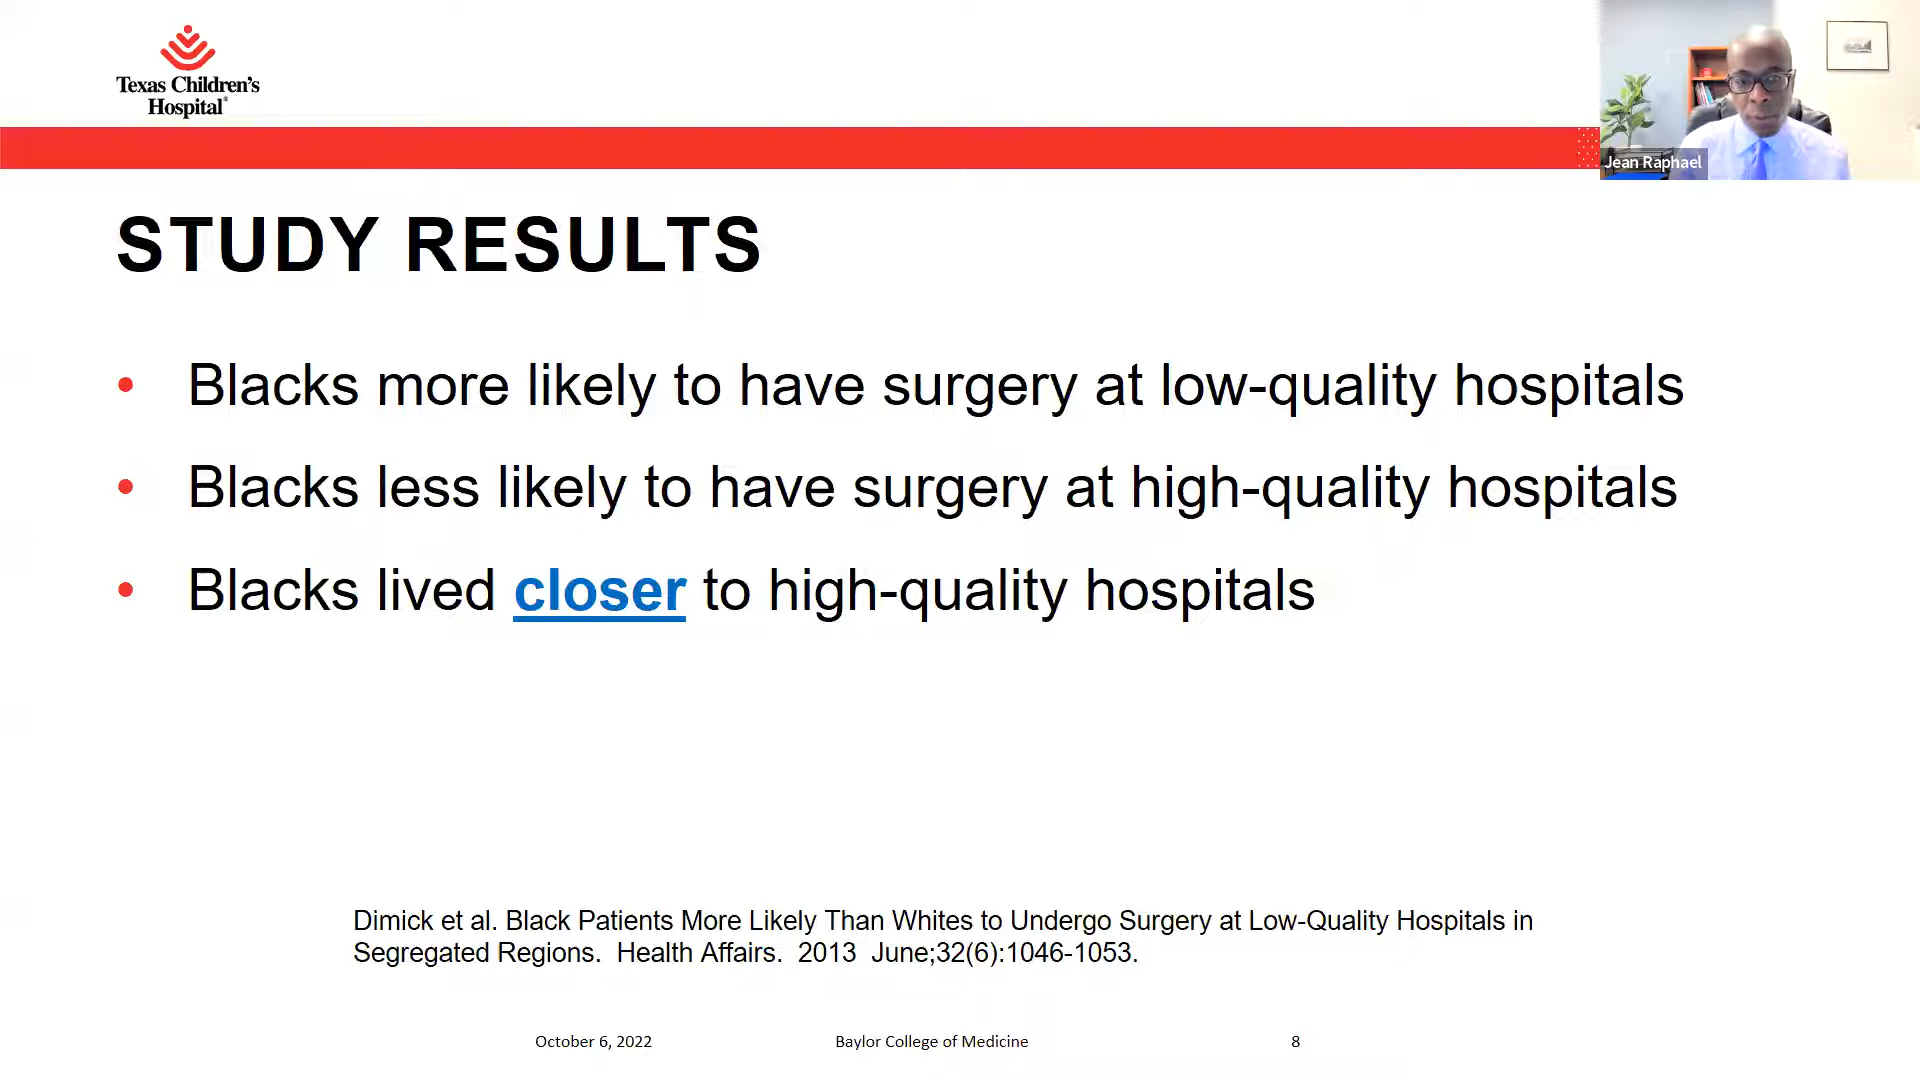 Texas Children's
Hospital®
Jean Raphael
STUDY RESULTS
• Blacks more likely to have surgery at low-quality hospitals
• Blacks less likely to have surgery at high-quality hospitals
• Blacks lived closer to high-quality hospitals
Dimick et al. Black Patients More Likely Than Whites to Undergo Surgery at Low-Quality Hospitals in
Segregated Regions.  Health Affairs.  2013  June;32(6):1046-1053.
October 6, 2022
Baylor College of Medicine
8